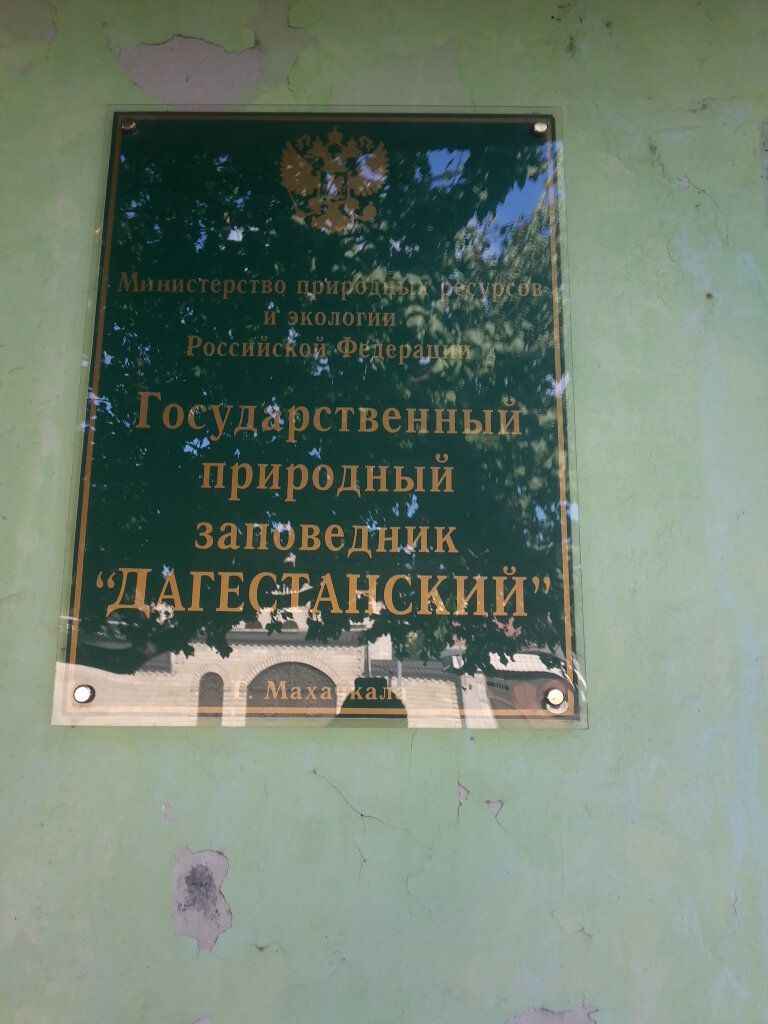 Министерство природных ресурсов
и экологии
Российской Федерации
Государственный
природный
заповедник
“ДАГЕСТАНСКИЙ”
г. Махачкала